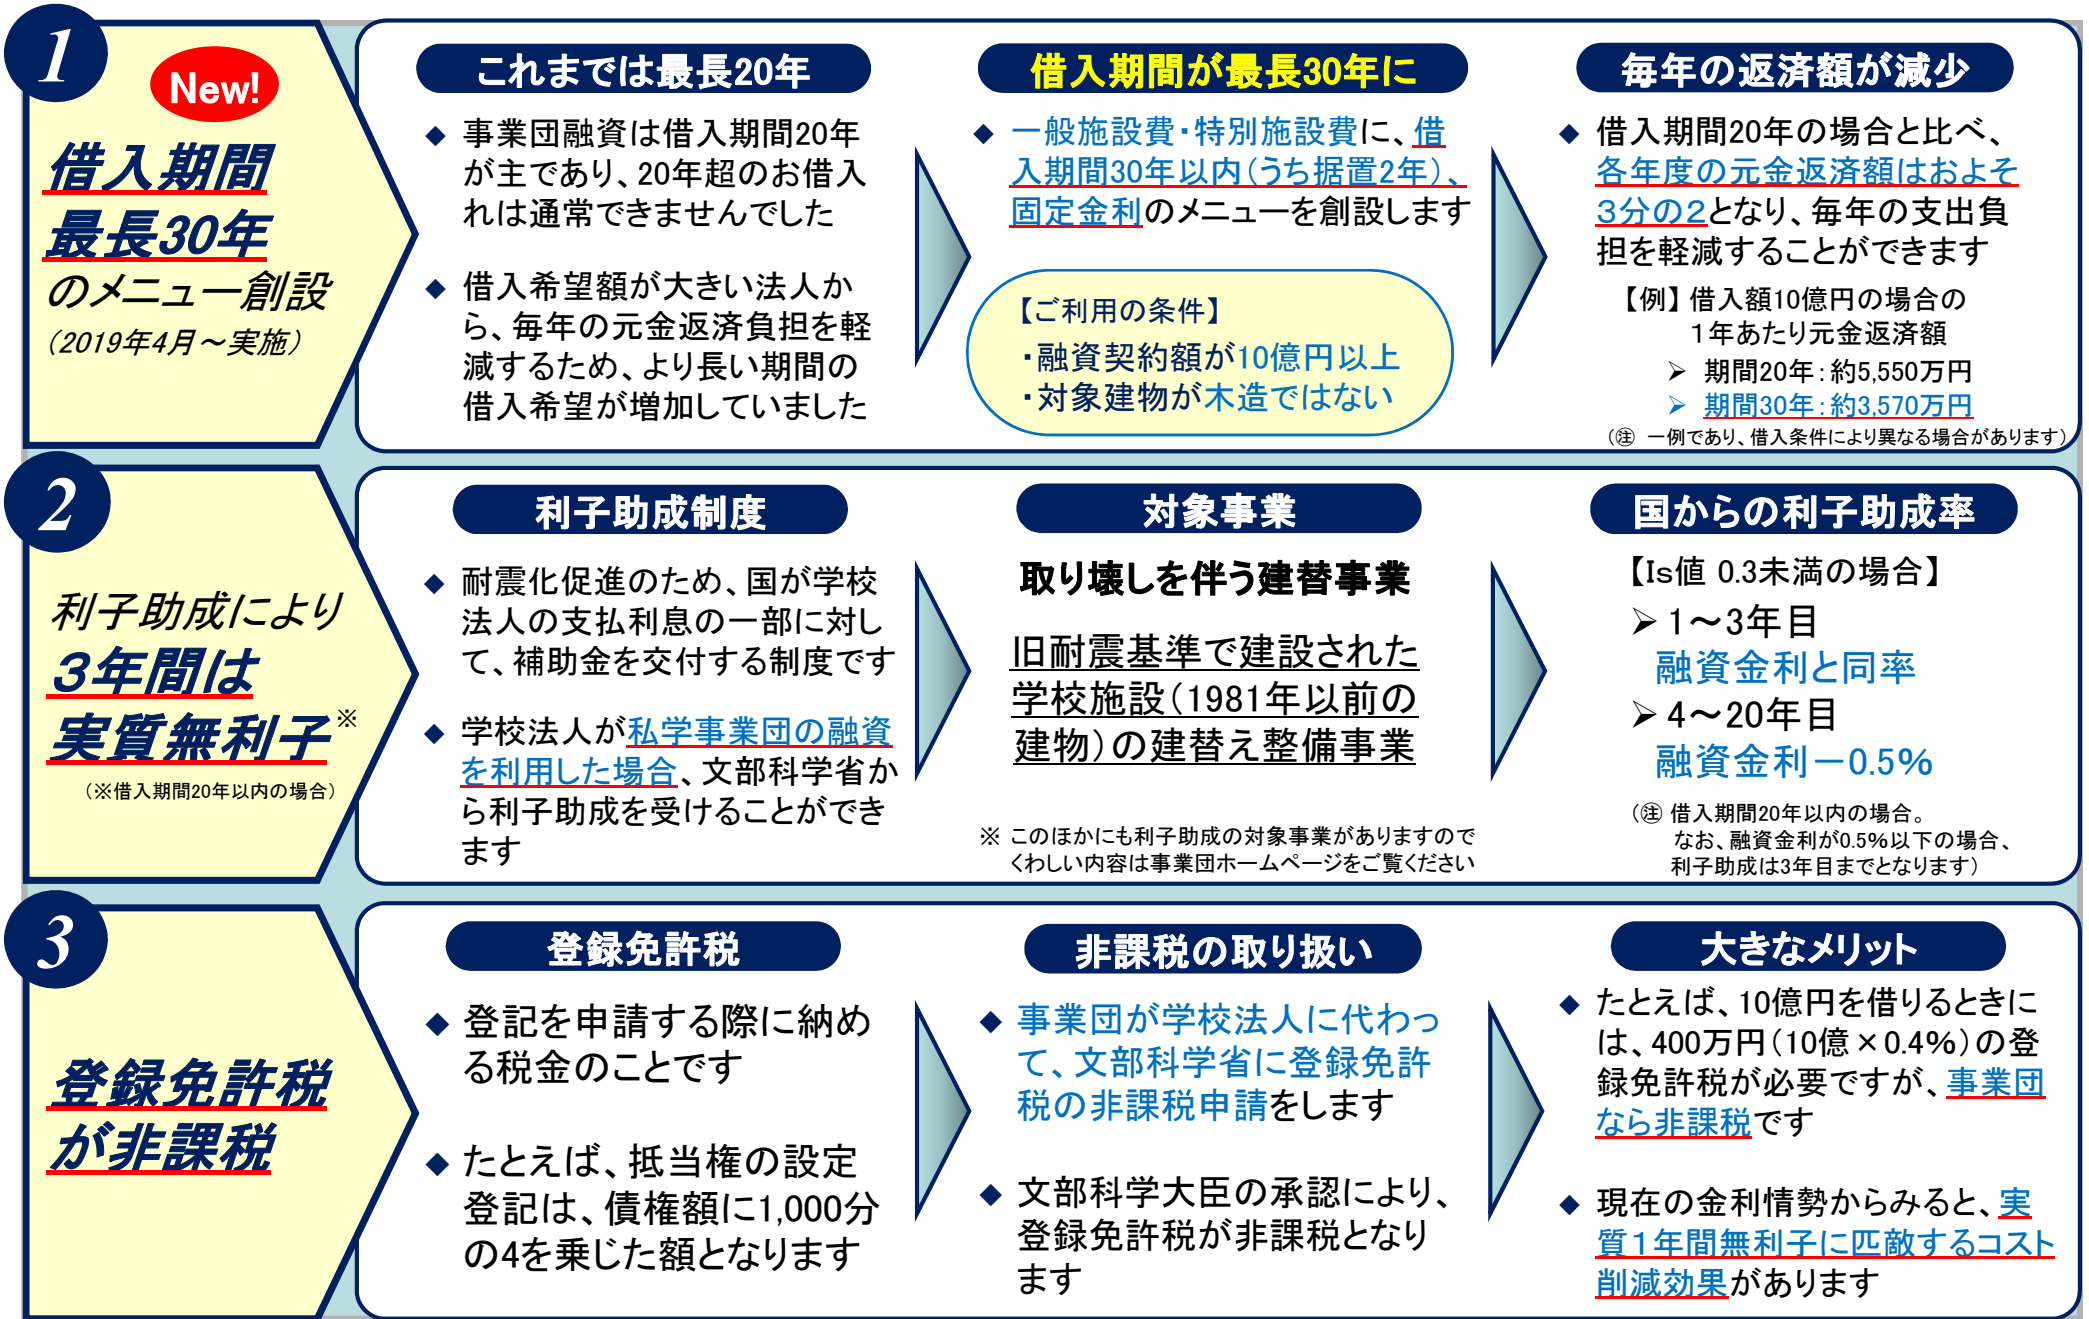 1
New!
借入期間
最長30年
のメニュー創設
（2019年4月～実施）
これまでは最長20年
◆ 事業団融資は借入期間20年
が主であり、20年超のお借入
れは通常できませんでした
◆ 借入希望額が大きい法人か
ら、毎年の元金返済負担を軽
減するため、より長い期間の
借入希望が増加していました
借入期間が最長30年に
◆ 一般施設費・特別施設費に、借
入期間30年以内（うち据置2年）、
固定金利のメニューを創設します
【ご利用の条件】
・融資契約額が10億円以上
・対象建物が木造ではない
毎年の返済額が減少
◆ 借入期間20年の場合と比べ、
各年度の元金返済額はおよそ
３分の２となり、毎年の支出負
担を軽減することができます
【例】 借入額10億円の場合の
１年あたり元金返済額
➢ 期間20年：約5,550万円
➢ 期間30年：約3,570万円
（㊟ 一例であり、借入条件により異なる場合があります）
2
利子助成により
３年間は
実質無利子※
（※借入期間20年以内の場合）
利子助成制度
◆ 耐震化促進のため、国が学校
法人の支払利息の一部に対し
て、補助金を交付する制度です
◆ 学校法人が私学事業団の融資
を利用した場合、文部科学省か
ら利子助成を受けることができ
ます
対象事業
取り壊しを伴う建替事業
旧耐震基準で建設された
学校施設（1981年以前の
建物）の建替え整備事業
※ このほかにも利子助成の対象事業がありますので
くわしい内容は事業団ホームページをご覧ください
国からの利子助成率
【Is値 0.3未満の場合】
➢ 1～3年目
融資金利と同率
➢ 4～20年目
融資金利－0.5％
（㊟ 借入期間20年以内の場合。
なお、融資金利が0.5％以下の場合、
利子助成は3年目までとなります）
3
登録免許税
が非課税
登録免許税
◆ 登記を申請する際に納め
る税金のことです
◆ たとえば、抵当権の設定
登記は、債権額に1,000分
の4を乗じた額となります
非課税の取り扱い
◆ 事業団が学校法人に代わっ
て、文部科学省に登録免許
税の非課税申請をします
◆ 文部科学大臣の承認により、
登録免許税が非課税となり
ます
大きなメリット
◆ たとえば、10億円を借りるときに
は、400万円（10億×0.4％）の登
録免許税が必要ですが、事業団
なら非課税です
◆ 現在の金利情勢からみると、実
質１年間無利子に匹敵するコスト
削減効果があります